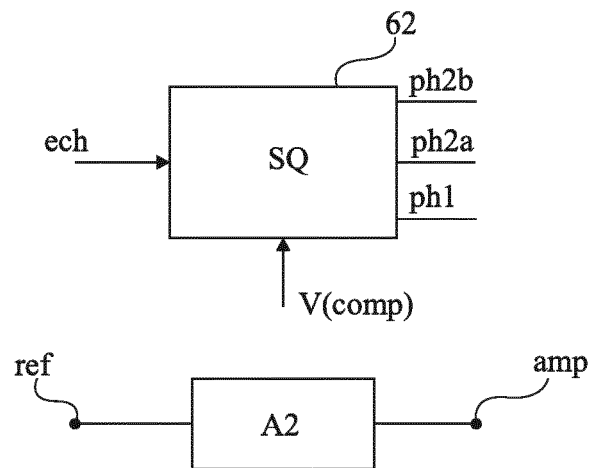 62
ph2b
ech
SQ
ph2a
ph1
V(comp)
ref
amp
A2